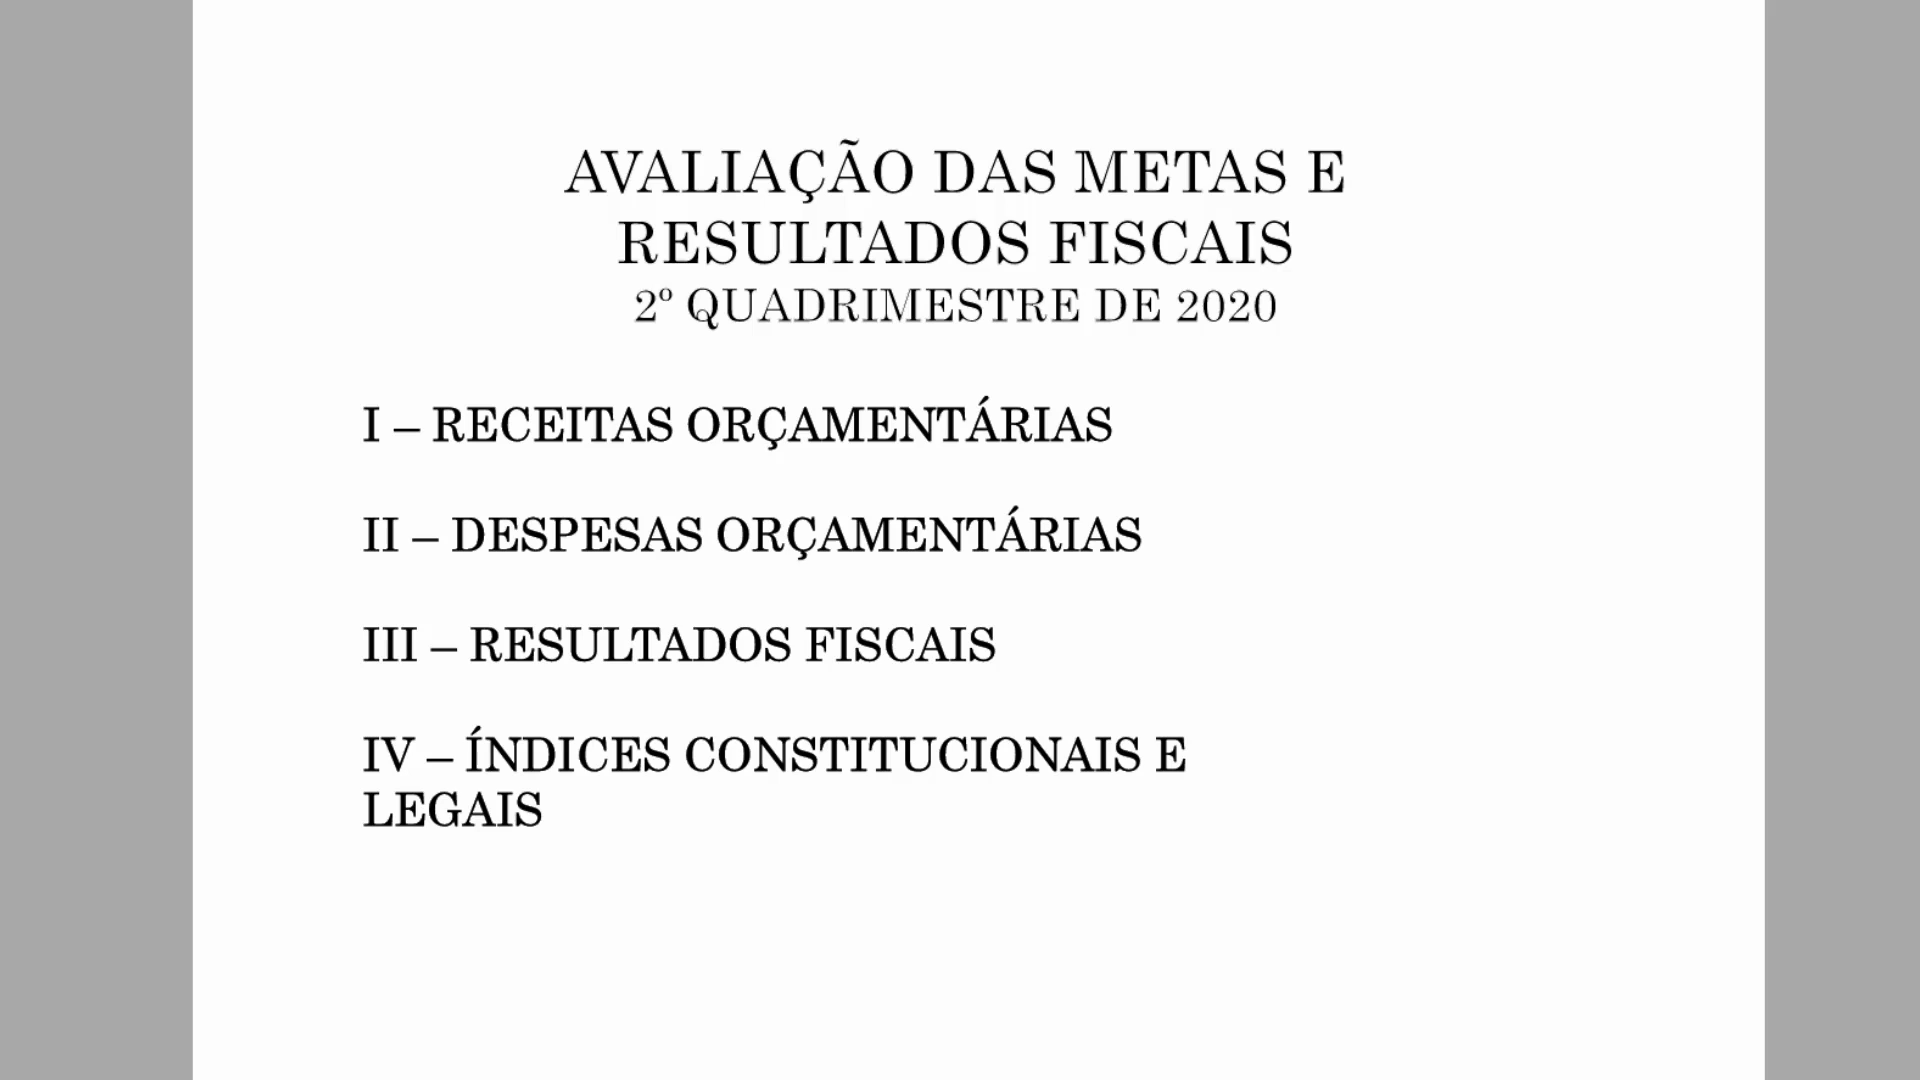 AVALIAÇÃO DAS METAS E
RESULTADOS FISCAIS
2º QUADRIMESTRE DE 2020
I – RECEITAS ORÇAMENTÁRIAS
II – DESPESAS ORÇAMENTÁRIAS
III – RESULTADOS FISCAIS
IV – ÍNDICES CONSTITUCIONAIS E
LEGAIS